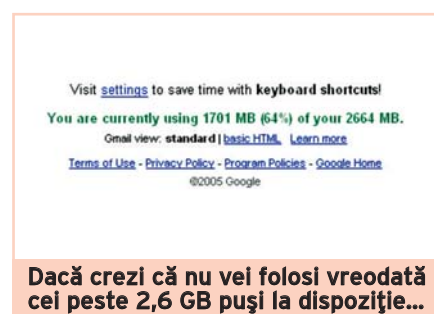 Visit settings to save time with keyboard shortcuts!
You are currently using 1701 MB (64%) of your 2664 MB.
Gmail view: standard | basic HTML Learn more
Terms of Use - Privacy Policy - Program Policies - Google Home
©2005 Google
Dacă crezi că nu vei folosi vreodată
cei peste 2,6 GB puşi la dispoziţie...